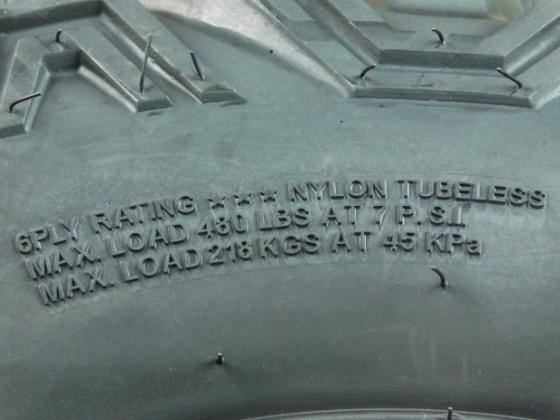 6PLY RATING ★★★ NYLON TUBELESS
MAX. LOAD 480 LBS AT 7 P.S.I.
MAX. LOAD 218 KGS AT 45 KPa